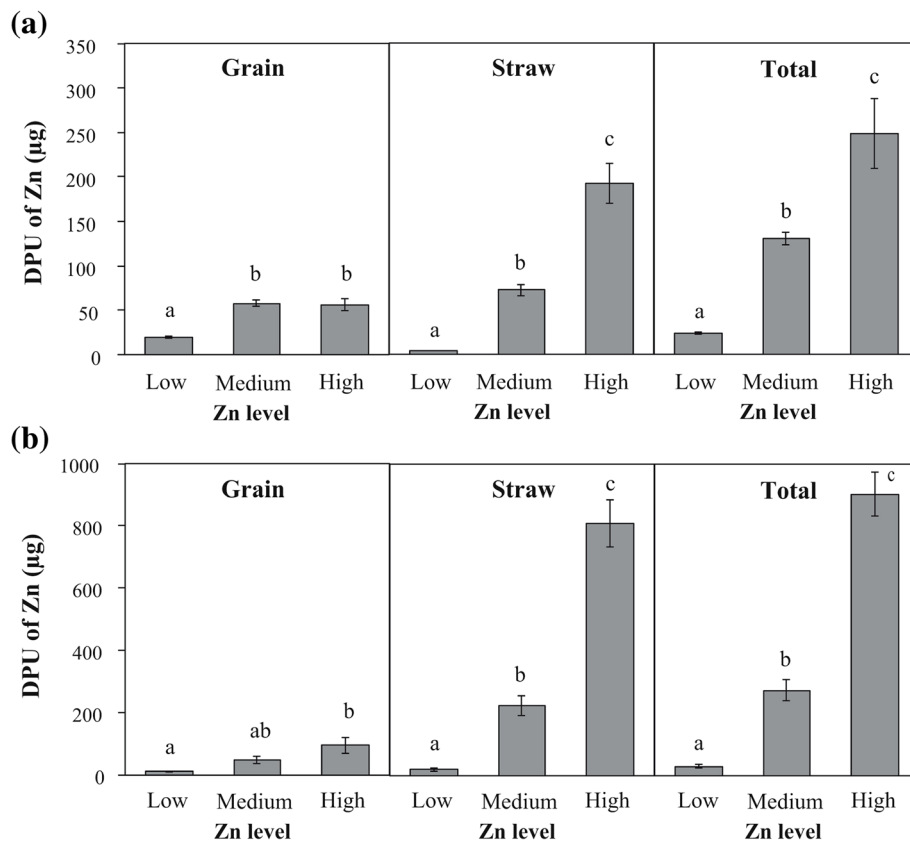 (a)
350
300
250
200
150
100
50
0
DPU of Zn (µg)
Grain Straw Total
a b b
a b c
a b c
Low Medium High Low Medium High Low Medium High
Zn level Zn level Zn level
(b)
1000
800
600
400
200
0
DPU of Zn (µg)
Grain Straw Total
a ab b
a b c
a b c
Low Medium High Low Medium High Low Medium High
Zn level Zn level Zn level